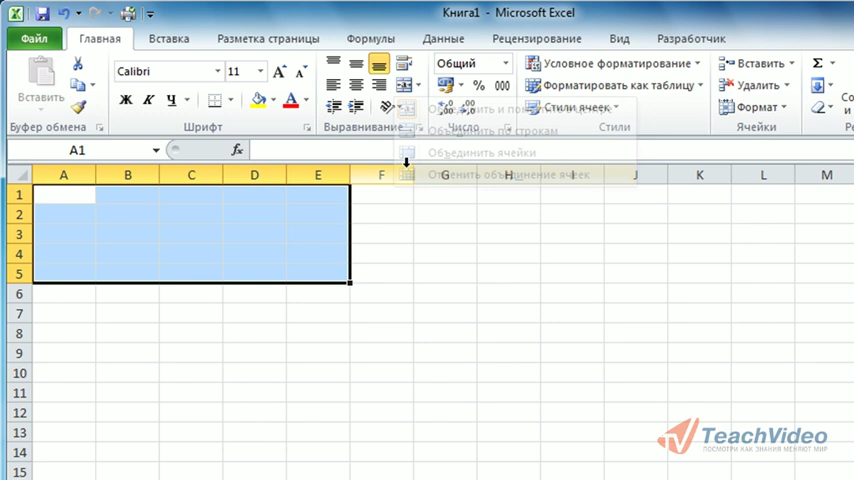 Книга1 - Microsoft Excel
Файл Главная Вставка Разметка страницы Формулы Данные Рецензирование Вид Разработчик
Calibri 11 Общий Условное форматирование Вставить Σ
Вставить Ж К Ч А % 000 Форматировать как таблицу Удалить
Стили ячеек Формат
Буфер обмена Шрифт Выравнивание Число Стили Ячейки
Объединить по строкам
Объединить ячейки
Отменить объединение ячеек
A1 fx
A B C D E F G H I J K L M
1
2
3
4
5
6
7
8
9
10
11
12
13
14
15
TeachVideo
ПОСМОТРИ КАК ЗНАНИЯ МЕНЯЮТ МИР